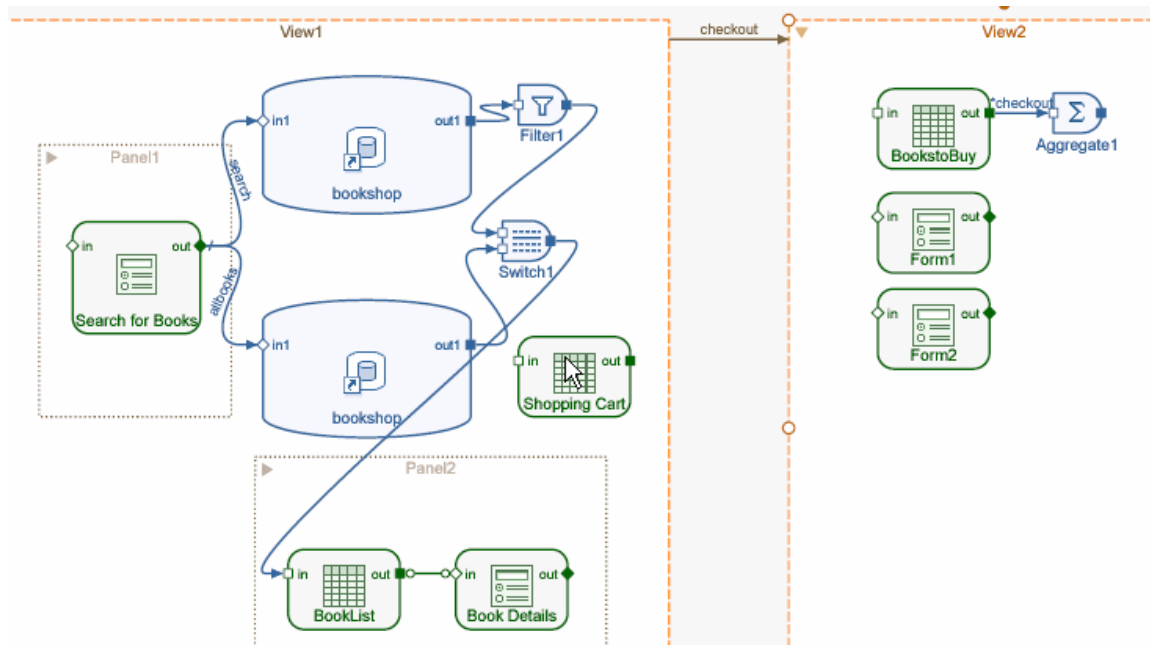 View1
checkout
View2
in1
out1
Filter1
bookshop
*checkout
in
out
BookstoBuy
Aggregate1
Panel1
search
in
out
Search for Books
allbooks
Switch1
in
out
Form1
in1
out1
bookshop
in
out
Shopping Cart
in
out
Form2
Panel2
in
out
BookList
in
out
Book Details